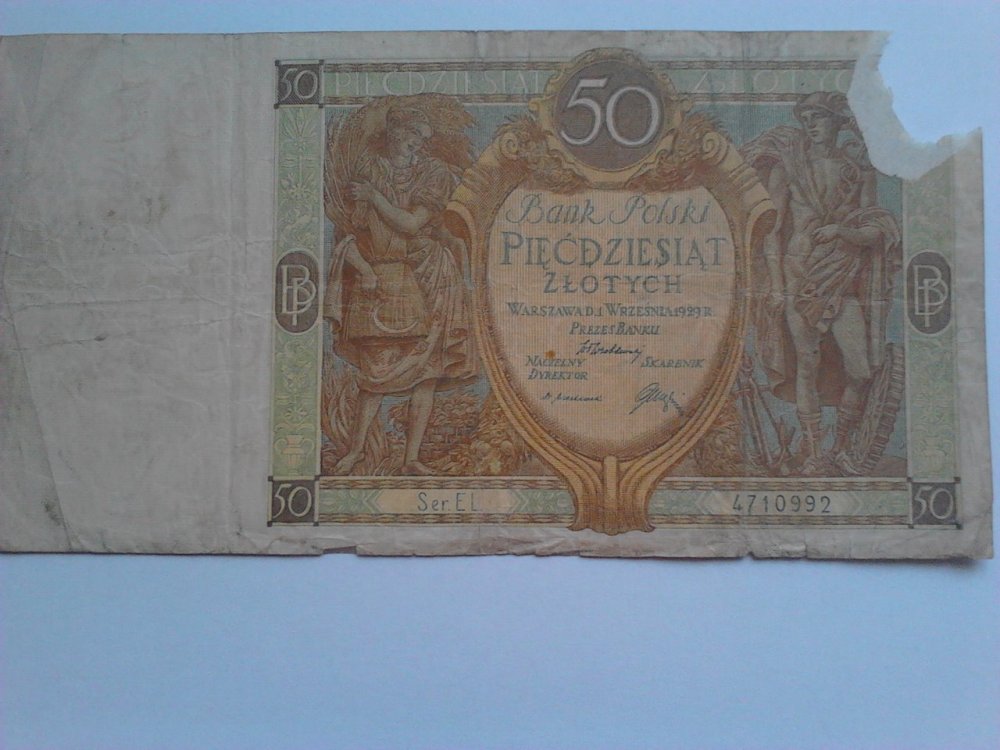 50 PIĘĆDZIESIĄT 50 ZŁOTYC
Bank Polski
PIĘĆDZIESIĄT
ZŁOTYCH
WARSZAWA D. 1 WRZEŚNIA 1929 R.
PREZES BANKU
NACZELNY SKARBNIK
DYREKTOR
BP BP
50 Ser EL. 4710992 50